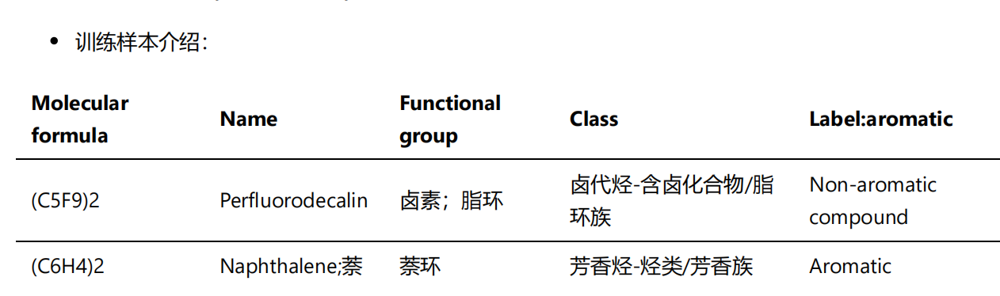 训练样本介绍：
Molecular formula Name Functional group Class Label:aromatic
(C5F9)2 Perfluorodecalin 卤素；脂环 卤代烃-含卤化合物/脂环族 Non-aromatic compound
(C6H4)2 Naphthalene;萘 萘环 芳香烃-烃类/芳香族 Aromatic